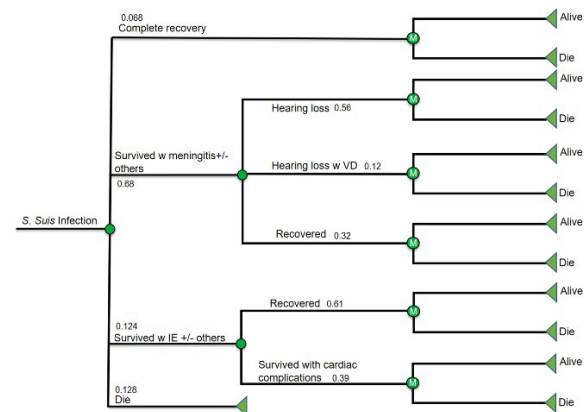 0.068
Complete recovery
M
Alive
Die
Alive
Hearing loss 0.56
M
Die
Survived w meningitis+/-
others
0.68
Hearing loss w VD 0.12
M
Alive
Die
S. Suis Infection
Recovered 0.32
M
Alive
Die
0.124
Survived w IE +/- others
Recovered 0.61
M
Alive
Die
Survived with cardiac
complications 0.39
M
Alive
Die
0.128
Die